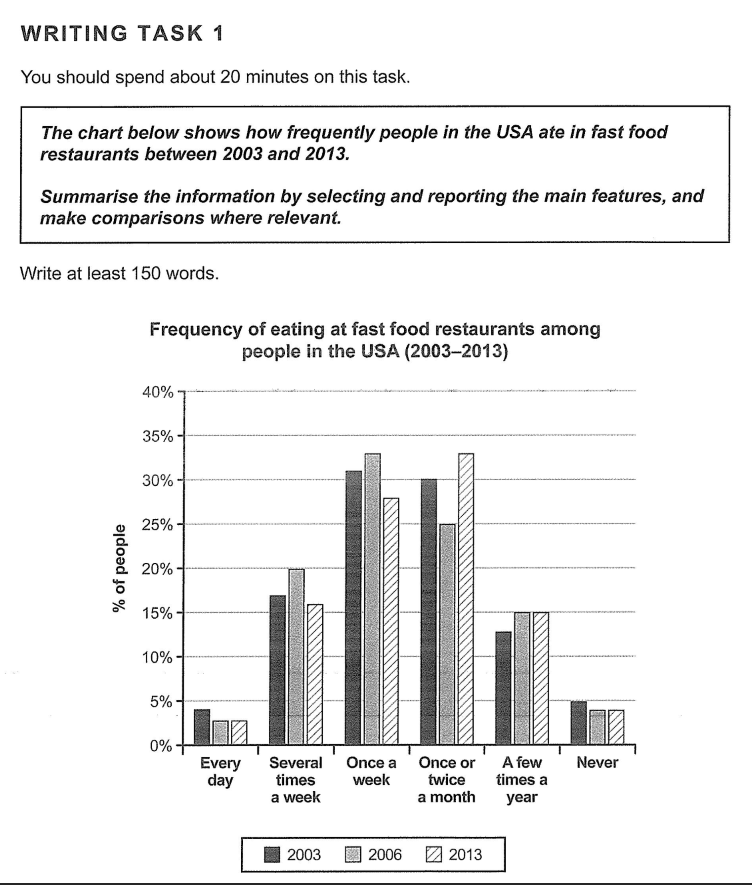 WRITING TASK 1
You should spend about 20 minutes on this task.
The chart below shows how frequently people in the USA ate in fast food
restaurants between 2003 and 2013.
Summarise the information by selecting and reporting the main features, and
make comparisons where relevant.
Write at least 150 words.
Frequency of eating at fast food restaurants among
people in the USA (2003–2013)
40%
35%
30%
25%
20%
15%
10%
5%
0%
% of people
Every
day
Several
times
a week
Once a
week
Once or
twice
a month
A few
times a
year
Never
2003
2006
2013